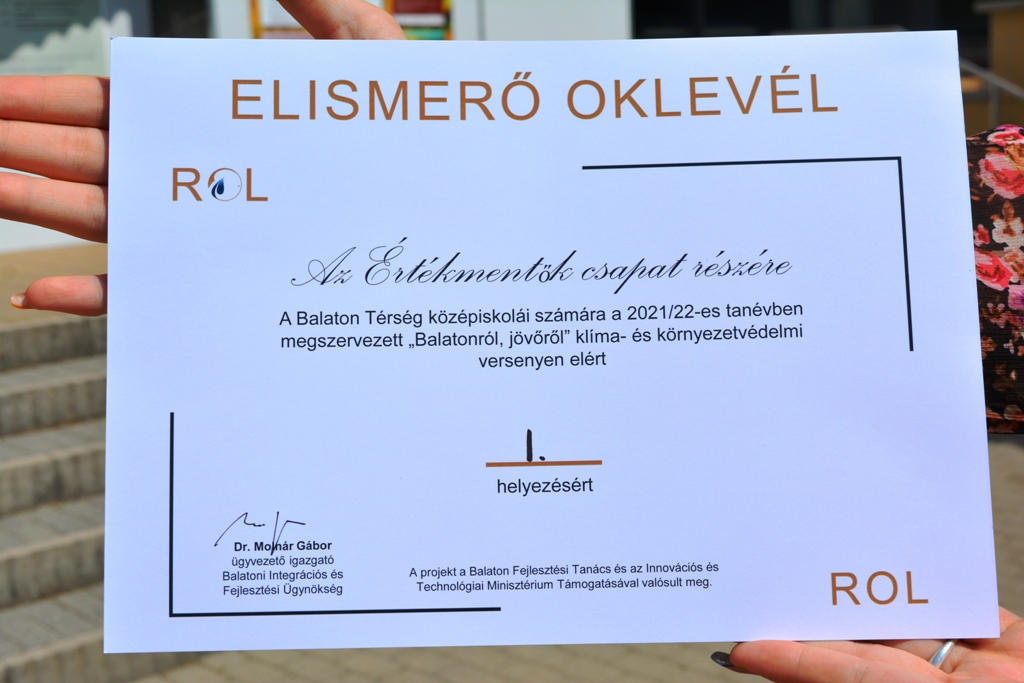 ELISMERŐ OKLEVÉL
ROL
Az Értékmentők csapat részére
A Balaton Térség középiskolái számára a 2021/22-es tanévben
megszervezett „Balatonról, jövőről” klíma- és környezetvédelmi
versenyen elért
1.
helyezésért
Dr. Molnár Gábor
ügyvezető igazgató
Balatoni Integrációs és
Fejlesztési Ügynökség
A projekt a Balaton Fejlesztési Tanács és az Innovációs és
Technológiai Minisztérium Támogatásával valósult meg.
ROL